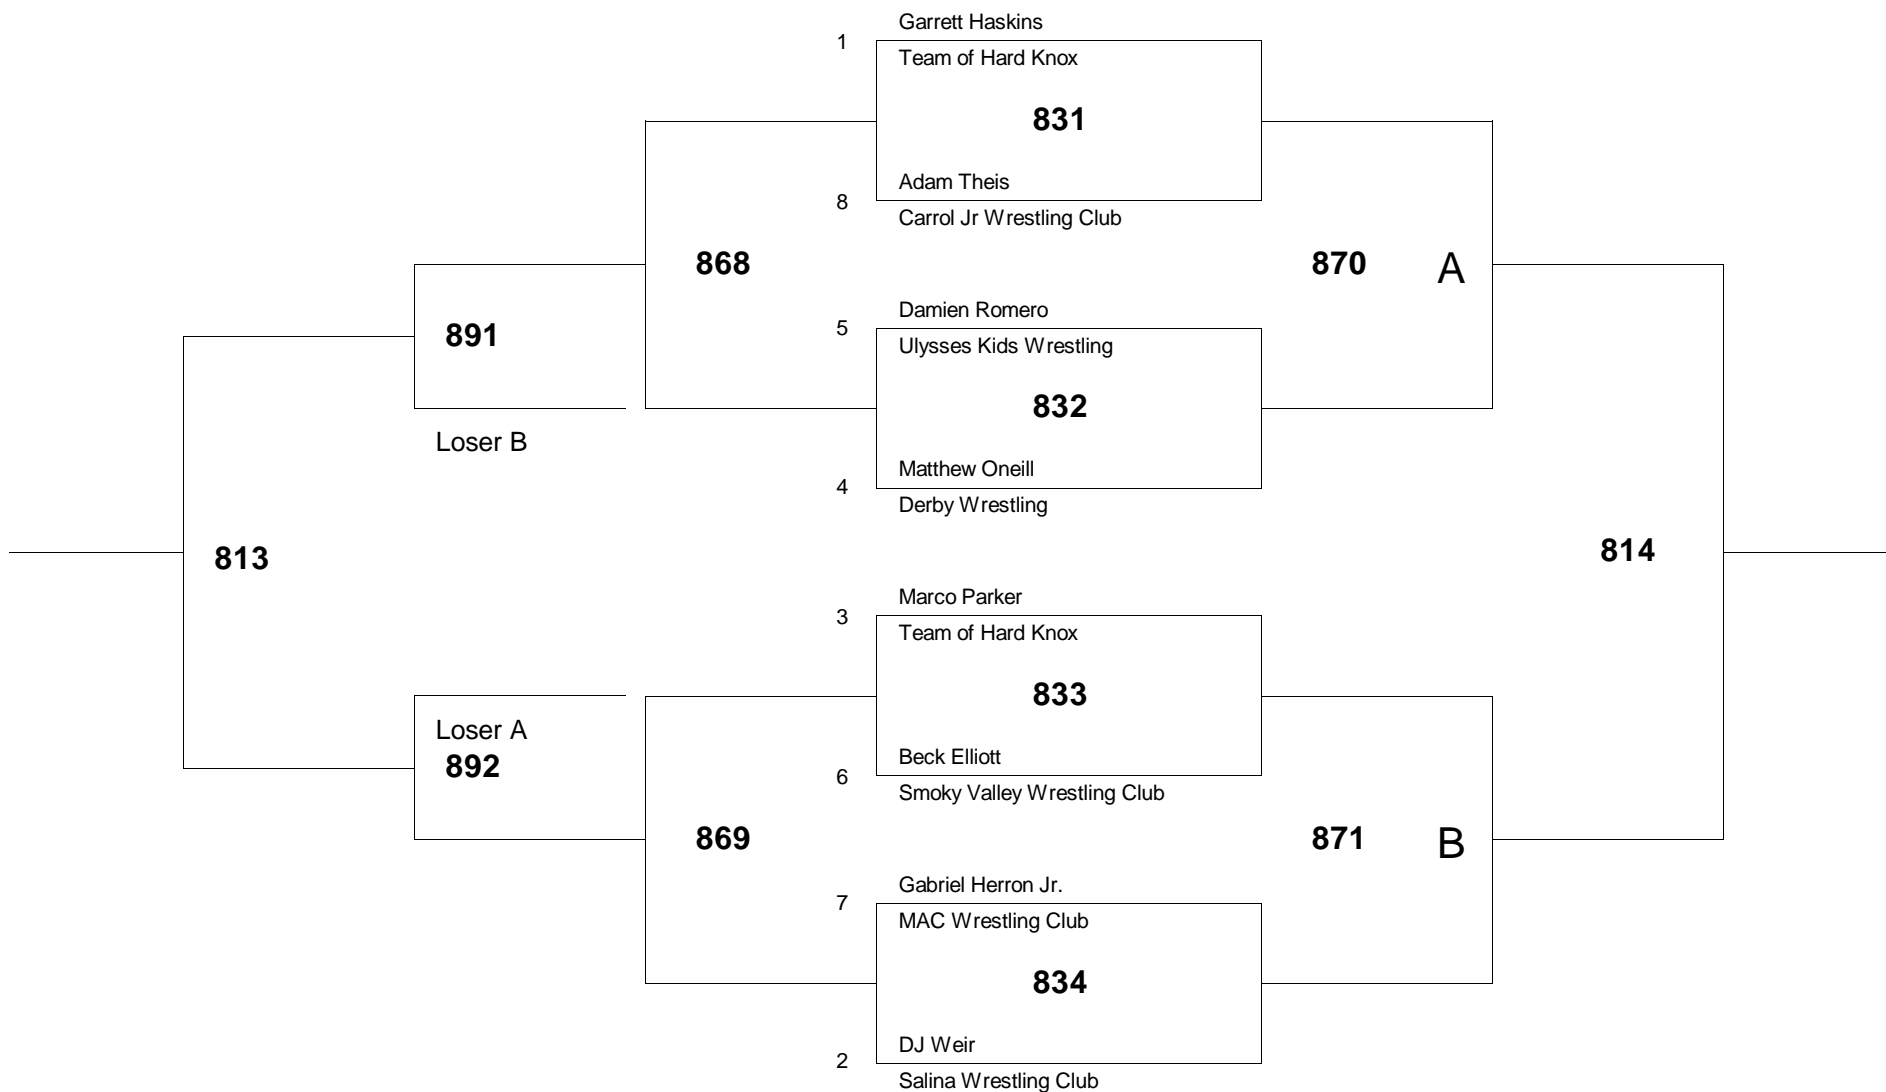 Garrett Haskins
1
Team of Hard Knox
831
Adam Theis
8
Carrol Jr Wrestling Club
868
870
A
Damien Romero
5
Ulysses Kids Wrestling
891
832
Loser B
Matthew Oneill
4
Derby Wrestling
813
814
Marco Parker
3
Team of Hard Knox
833
Loser A
892
Beck Elliott
6
Smoky Valley Wrestling Club
869
871
B
Gabriel Herron Jr.
7
MAC Wrestling Club
834
DJ Weir
2
Salina Wrestling Club